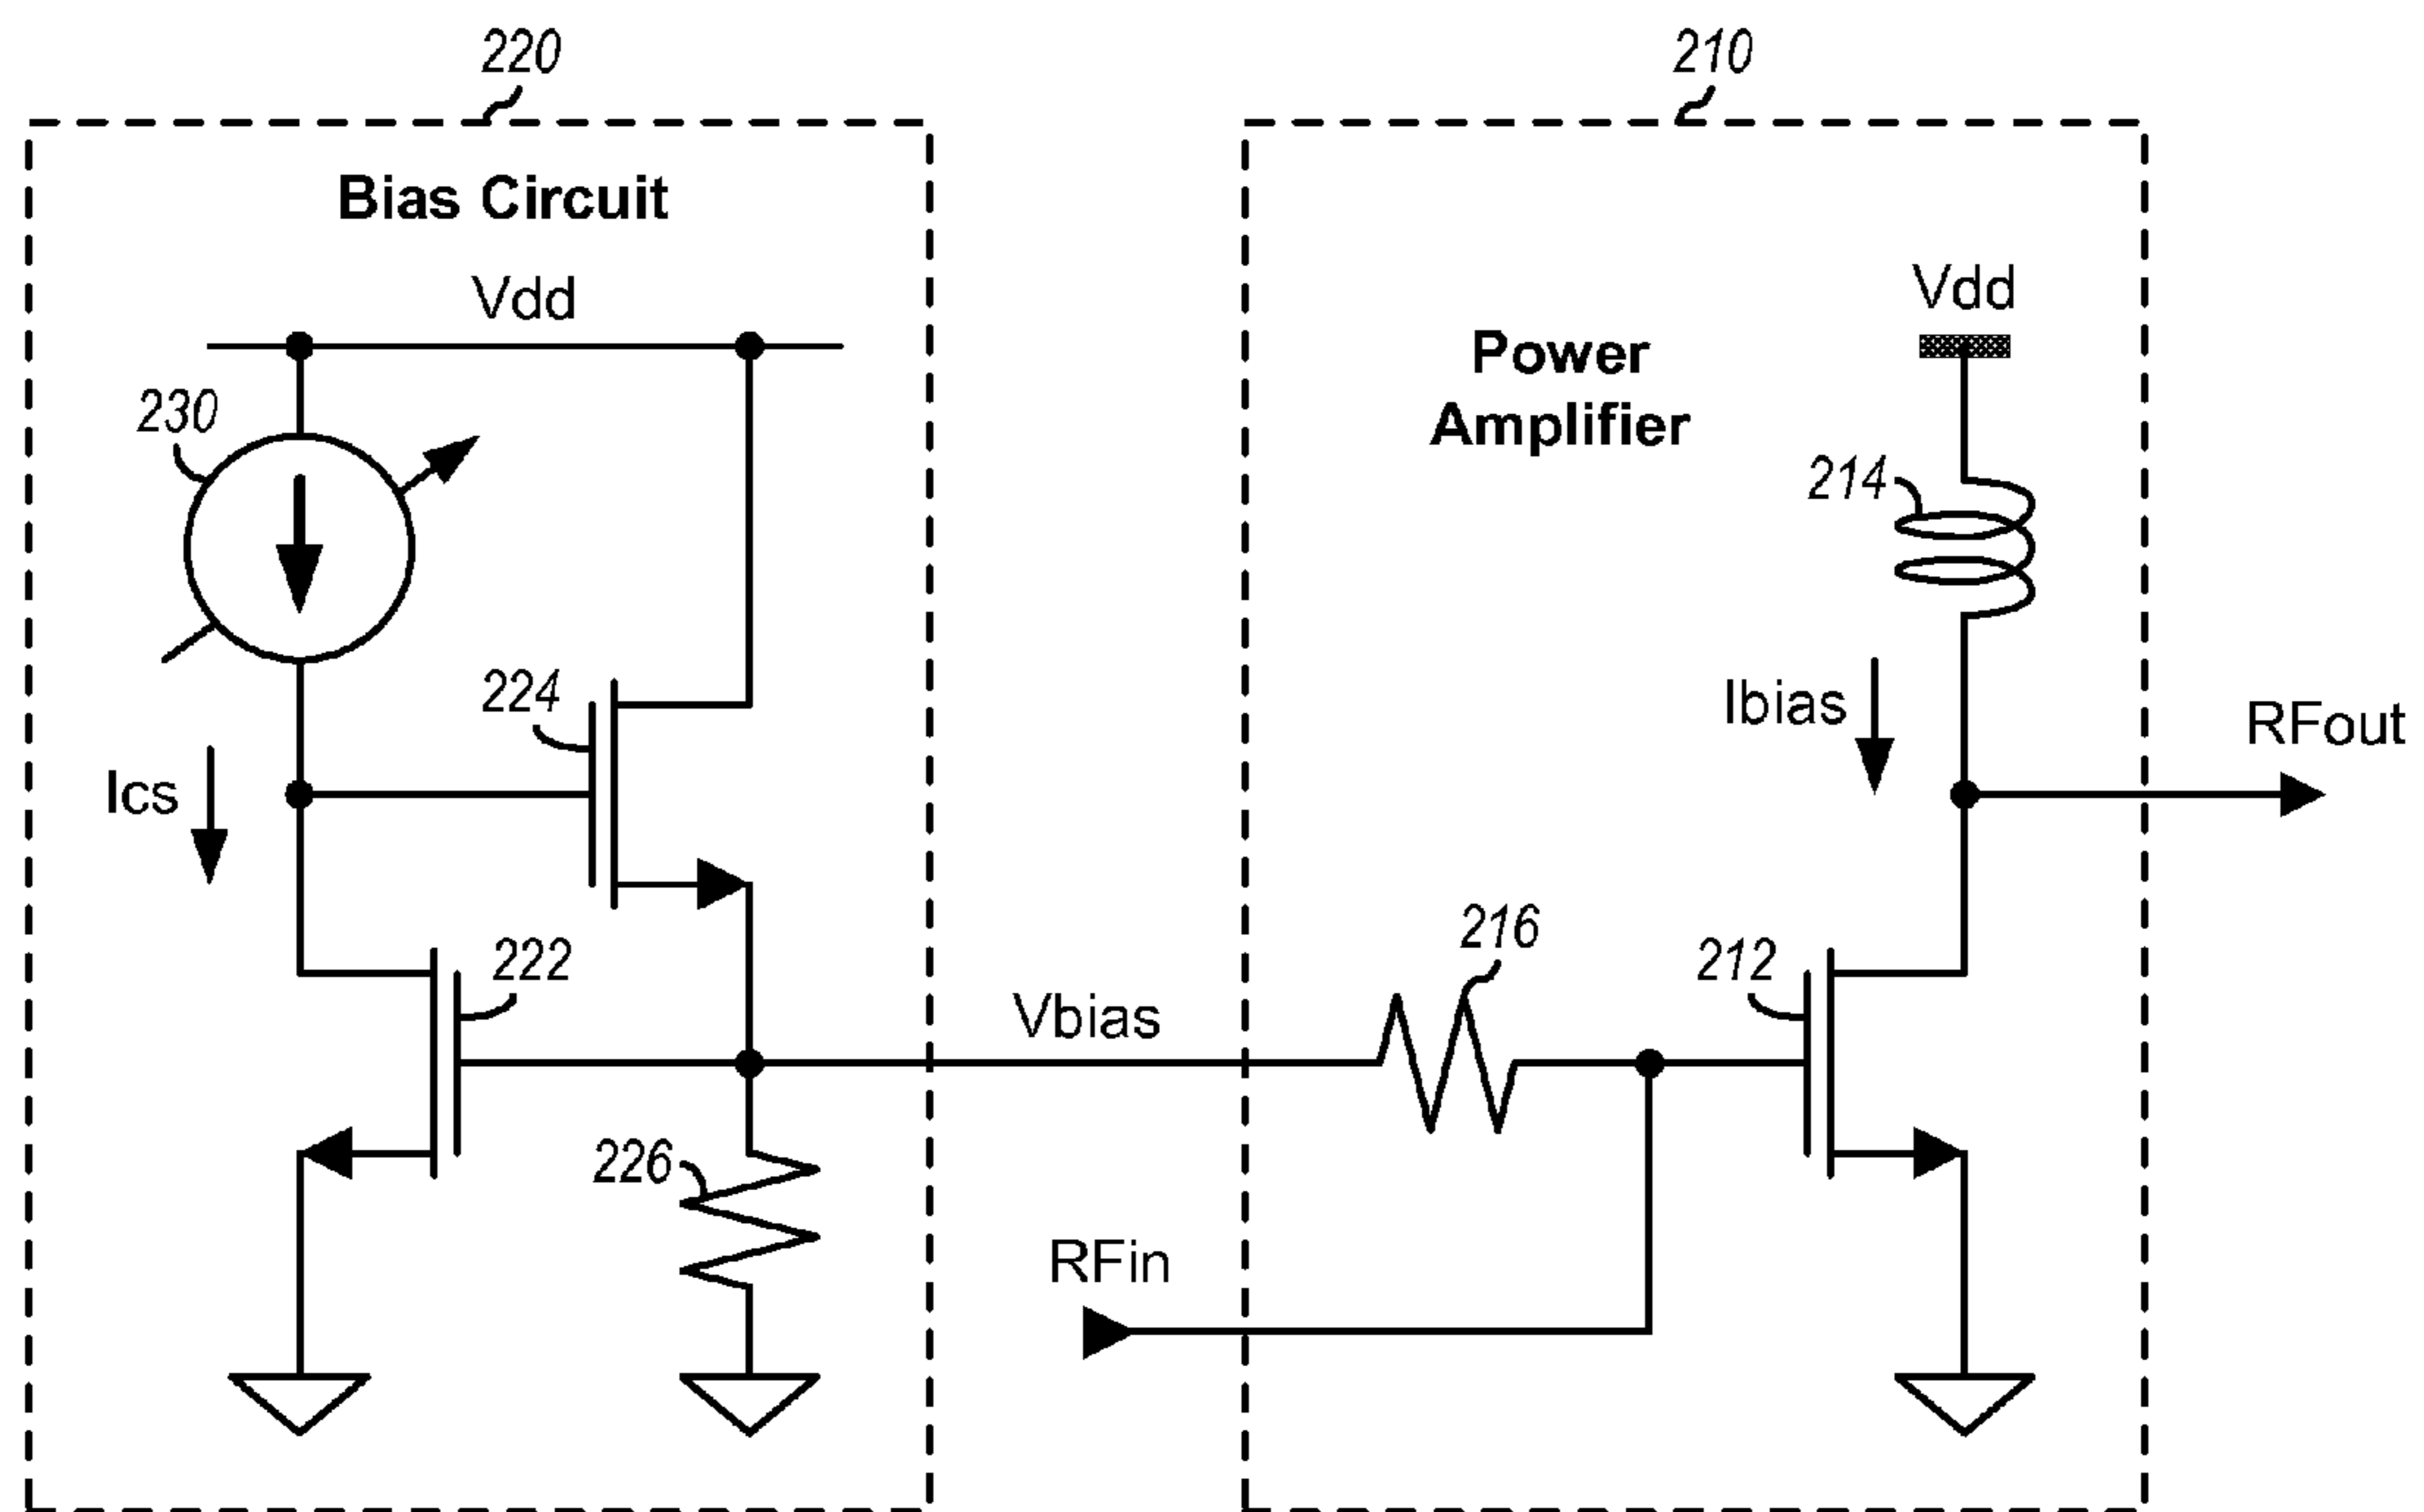 220
210
Bias Circuit
Vdd
Vdd
Power
Amplifier
230
214
224
Ibias
RFout
Ics
216
222
212
Vbias
226
RFin